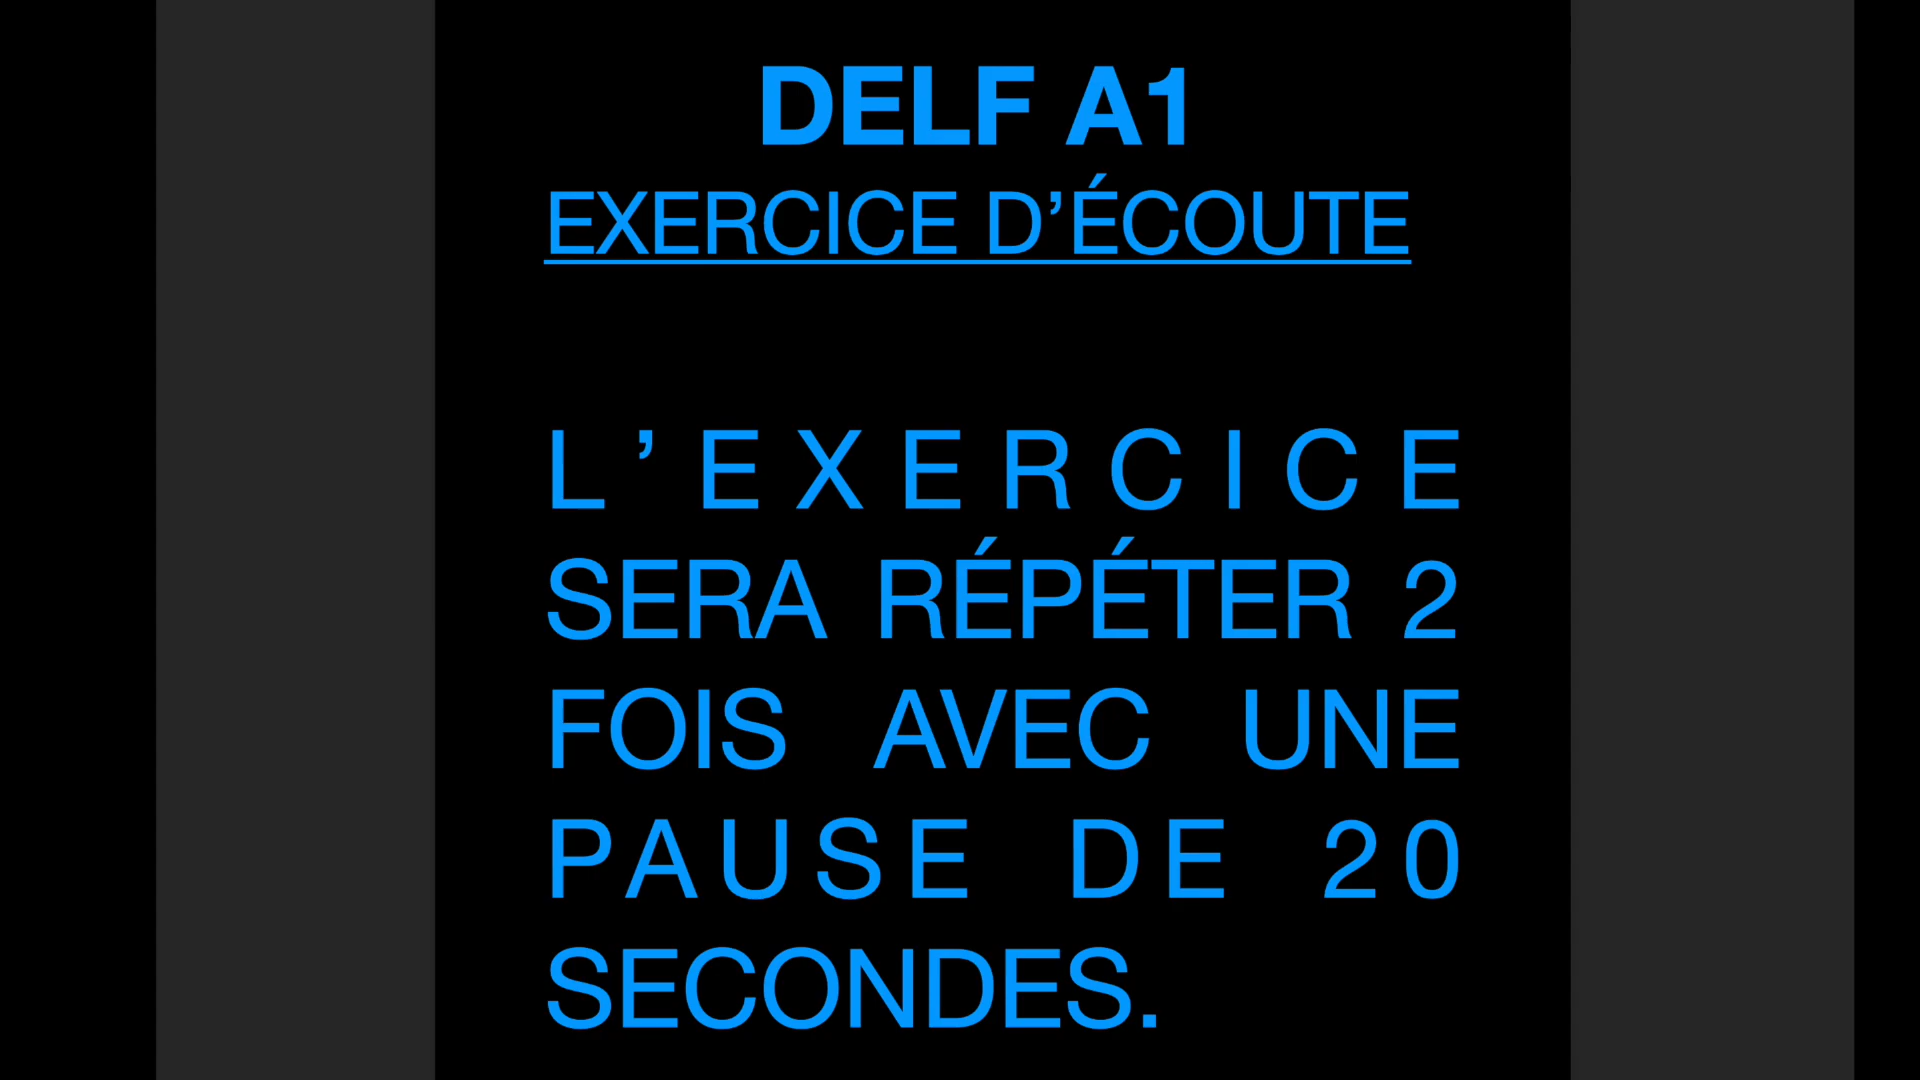 DELF A1
EXERCICE D’ÉCOUTE
L’EXERCICE
SERA RÉPÉTER 2
FOIS AVEC UNE
PAUSE DE 20
SECONDES.